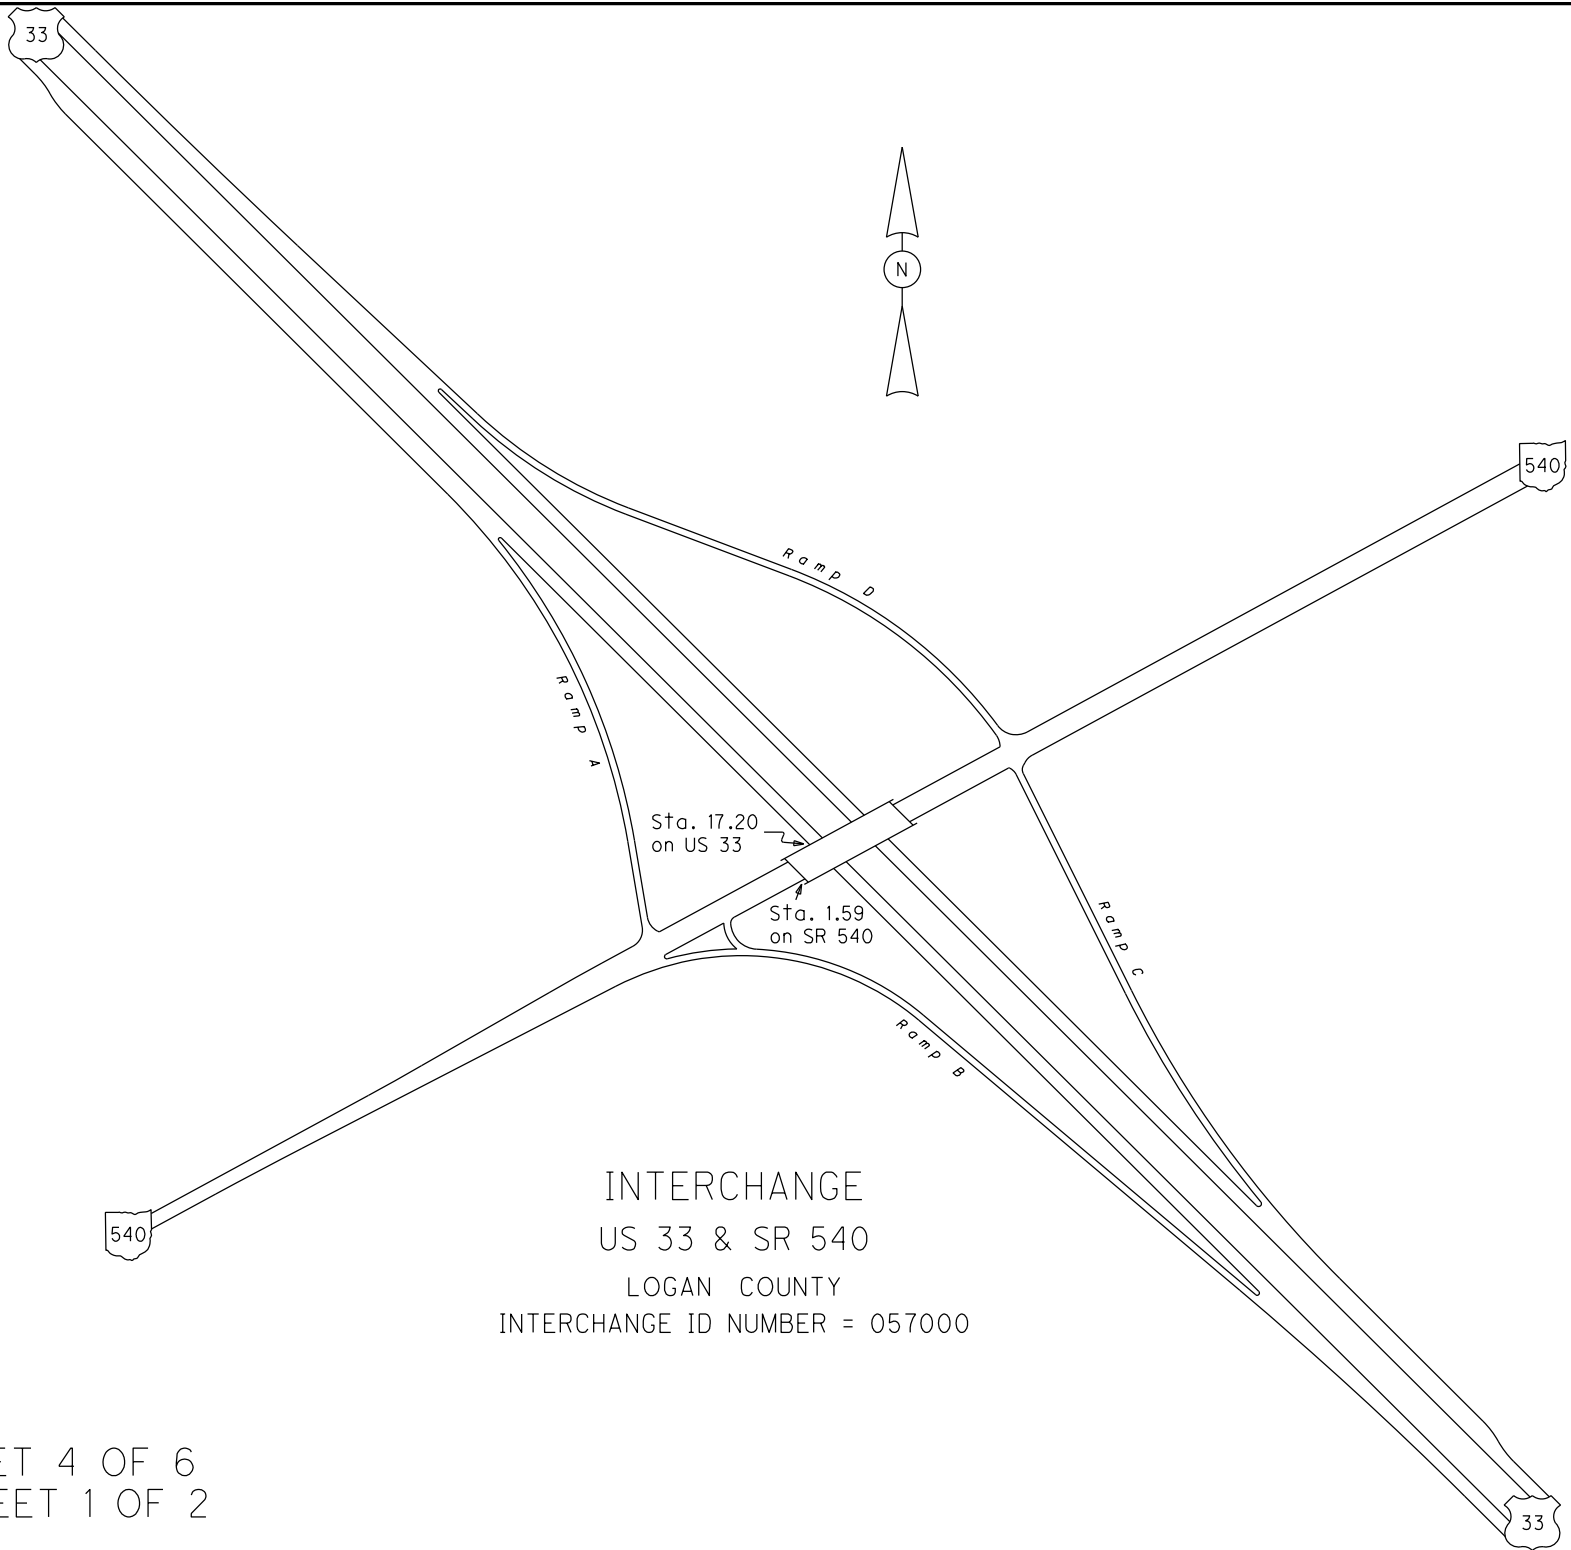 33
N
540
Ramp D
Ramp A
Sta. 17.20
on US 33
Sta. 1.59
on SR 540
Ramp C
Ramp B
INTERCHANGE
US 33 & SR 540
LOGAN COUNTY
INTERCHANGE ID NUMBER = 057000
540
ET 4 OF 6
EET 1 OF 2
33